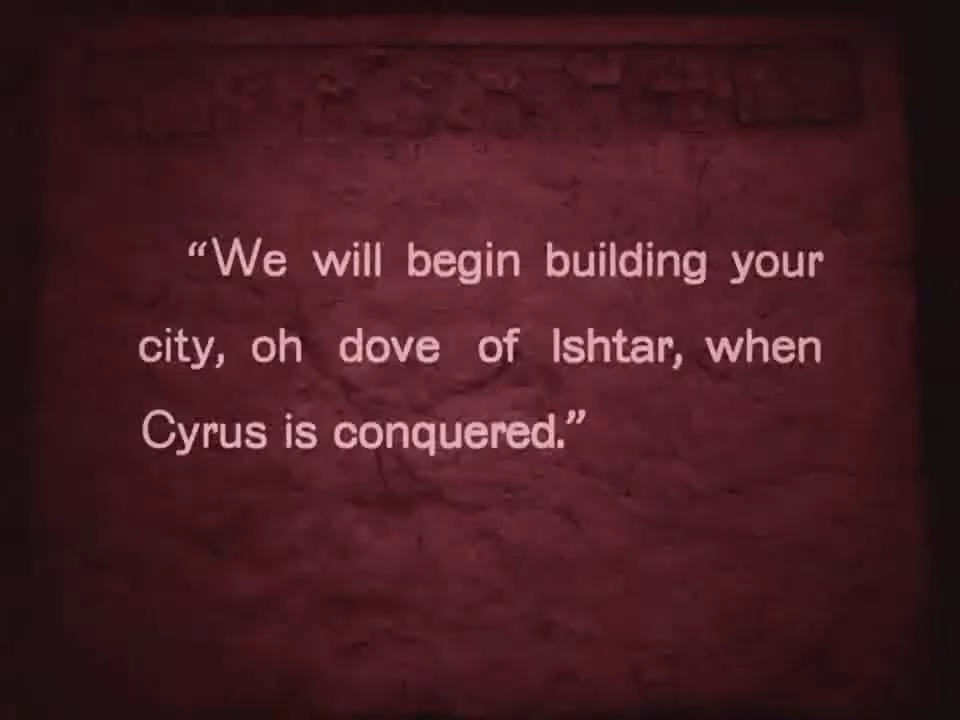 “We will begin building your
city, oh dove of Ishtar, when
Cyrus is conquered.”